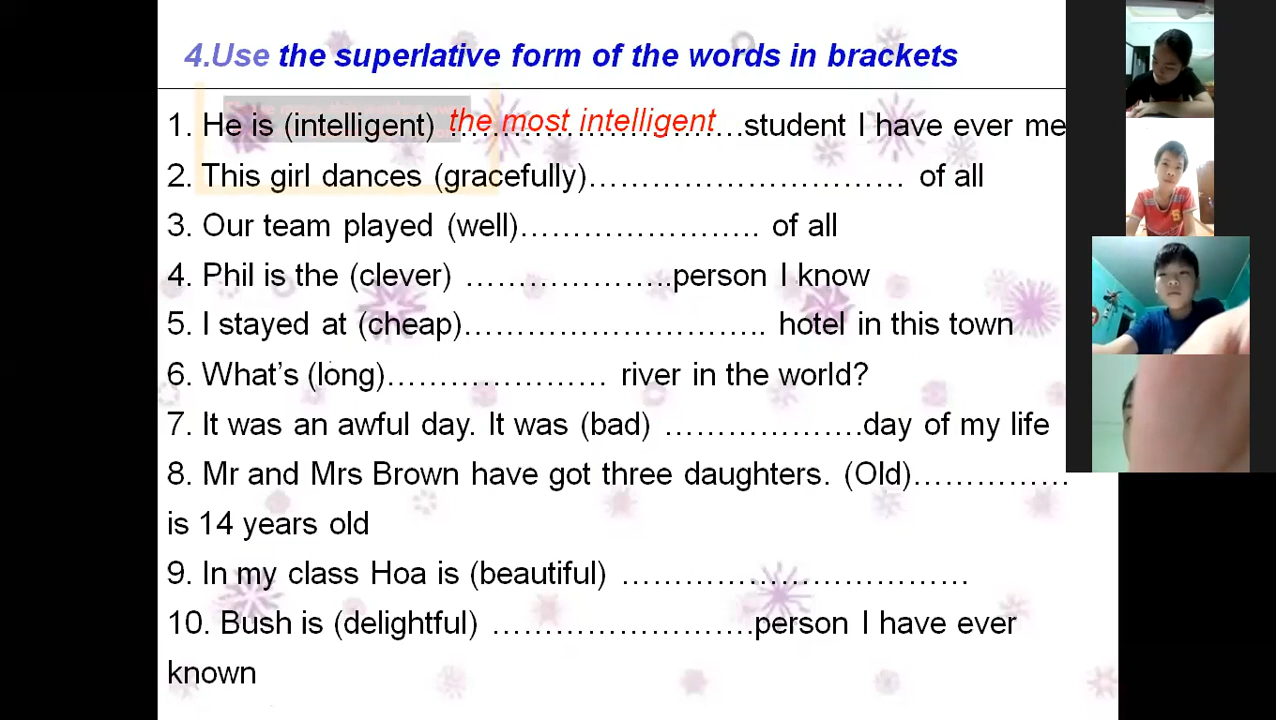 4.Use the superlative form of the words in brackets
1. He is (intelligent) the most intelligent ………………………student I have ever me
2. This girl dances (gracefully)………………………… of all
3. Our team played (well)………………….. of all
4. Phil is the (clever) ………………..person I know
5. I stayed at (cheap)……………………….. hotel in this town
6. What’s (long)………………… river in the world?
7. It was an awful day. It was (bad) ……………….day of my life
8. Mr and Mrs Brown have got three daughters. (Old)……………
is 14 years old
9. In my class Hoa is (beautiful) ……………………………
10. Bush is (delightful) …………………….person I have ever
known